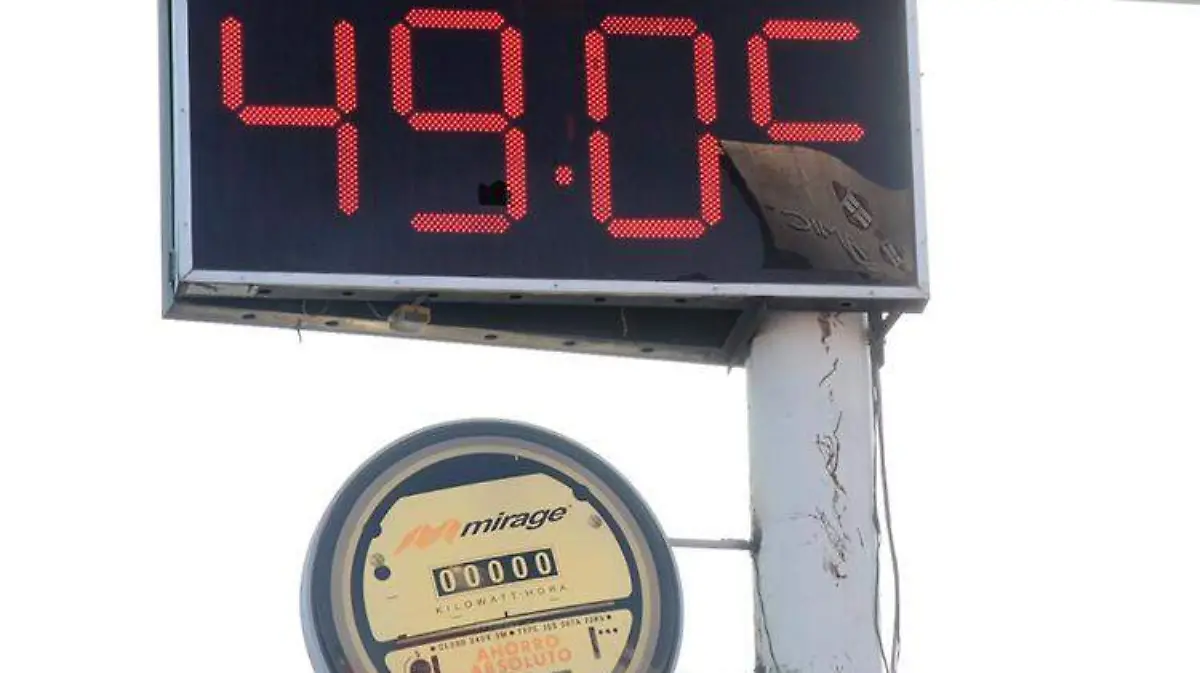 49.0c
mirage
00000
KILOWATT-HORA
AHORRO
ABSOLUTO